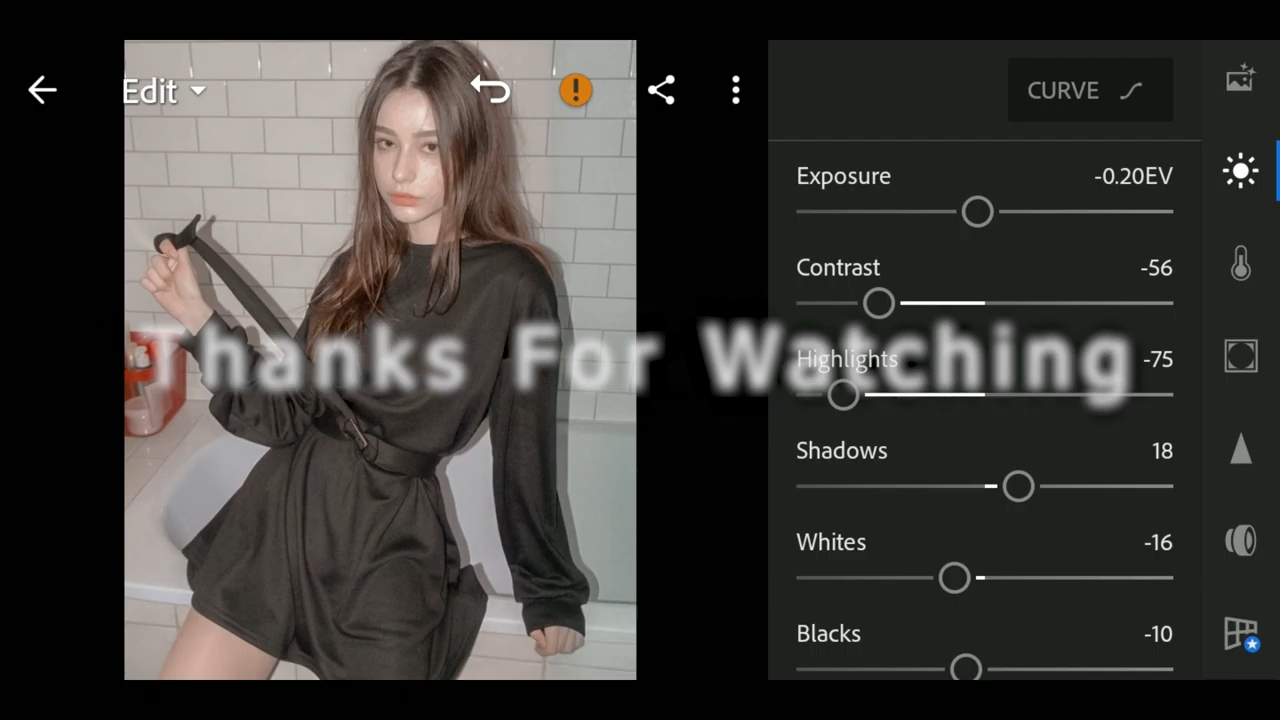 Edit
CURVE
Exposure -0.20EV
Contrast -56
Thanks For Watching
Highlights -75
Shadows 18
Whites -16
Blacks -10